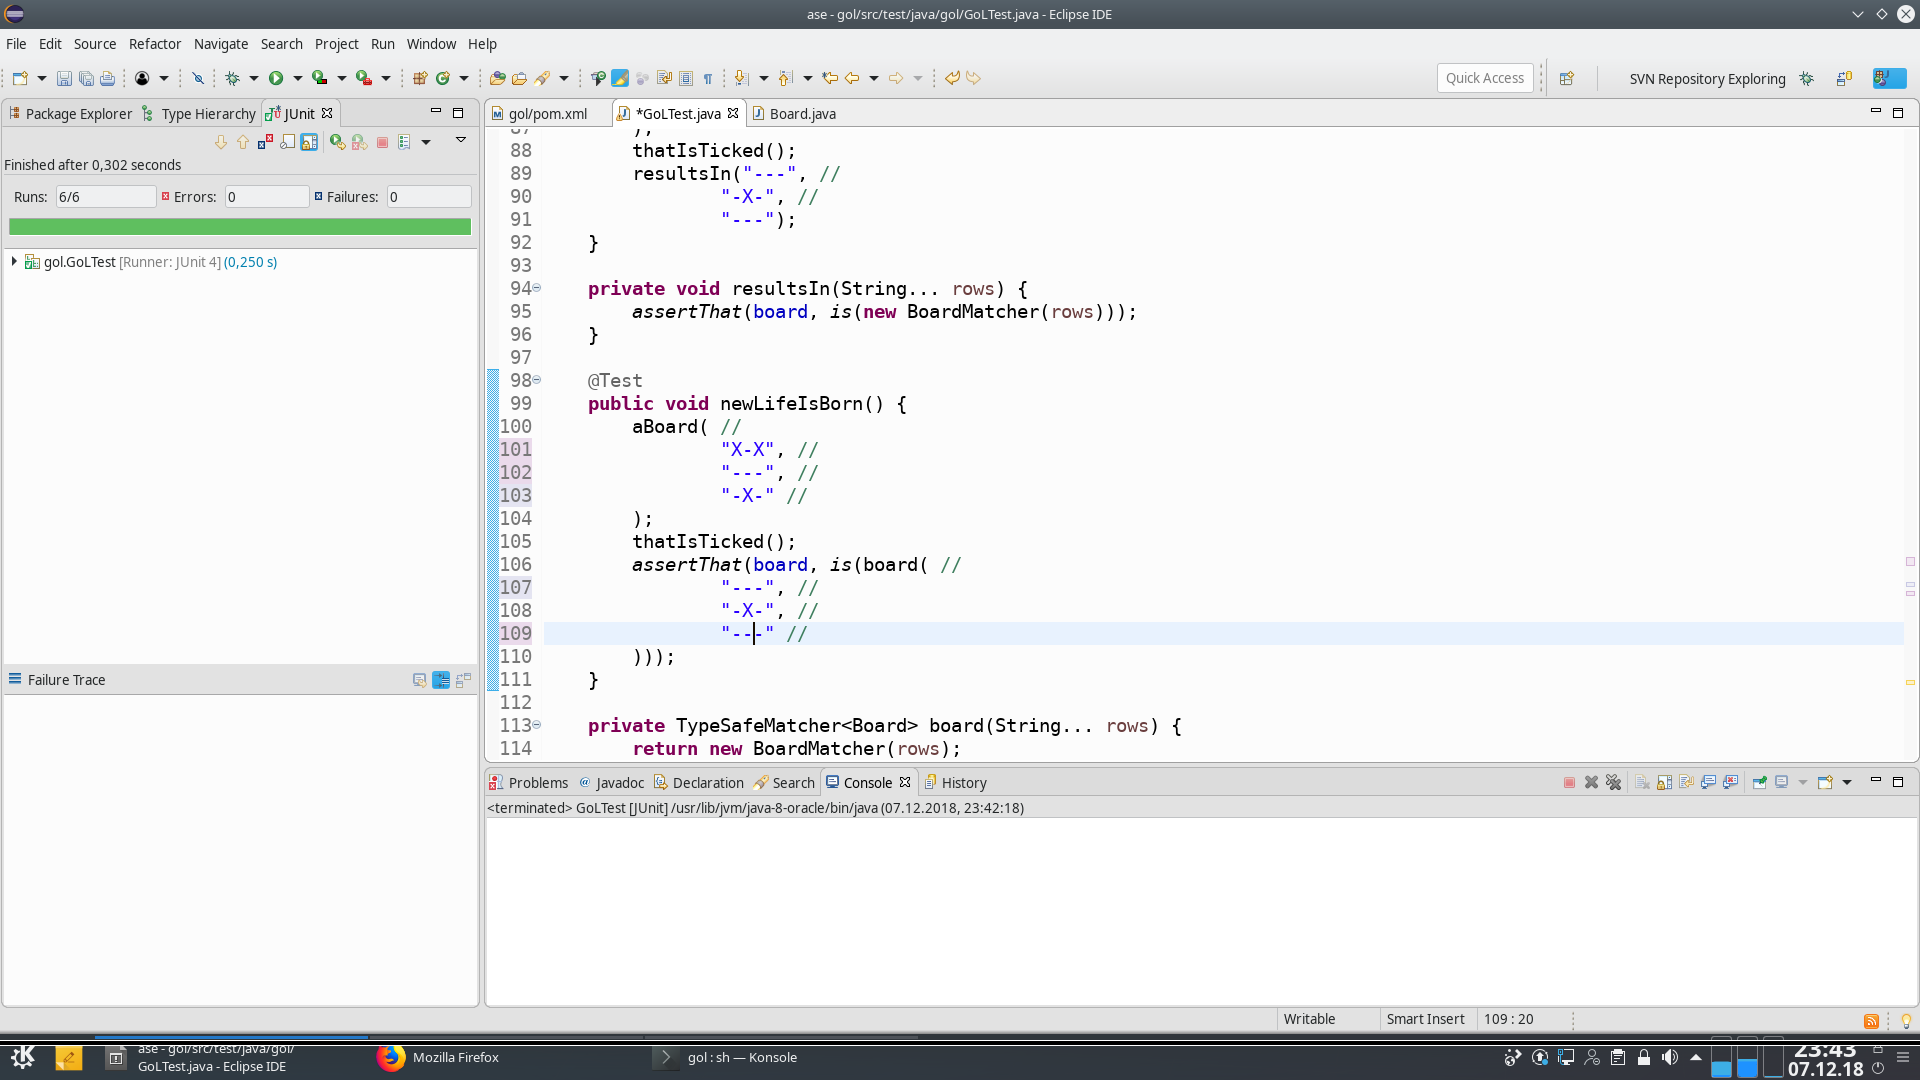 ase - gol/src/test/java/gol/GoLTest.java - Eclipse IDE
File Edit Source Refactor Navigate Search Project Run Window Help
Quick Access
SVN Repository Exploring
Package Explorer Type Hierarchy JUnit
Finished after 0,302 seconds
Runs: 6/6 Errors: 0 Failures: 0
gol.GoLTest [Runner: JUnit 4] (0,250 s)
Failure Trace
gol/pom.xml *GoLTest.java Board.java
87 );
88 thatIsTicked();
89 resultsIn("---", //
90 "-X-", //
91 "---");
92 }
93
94 private void resultsIn(String... rows) {
95 assertThat(board, is(new BoardMatcher(rows)));
96 }
97
98 @Test
99 public void newLifeIsBorn() {
100 aBoard( //
101 "X-X", //
102 "---", //
103 "-X-" //
104 );
105 thatIsTicked();
106 assertThat(board, is(board( //
107 "---", //
108 "-X-", //
109 "---" //
110 )));
111 }
112
113 private TypeSafeMatcher<Board> board(String... rows) {
114 return new BoardMatcher(rows);
Problems Javadoc Declaration Search Console History
<terminated> GoLTest [JUnit] /usr/lib/jvm/java-8-oracle/bin/java (07.12.2018, 23:42:18)
Writable Smart Insert 109 : 20
ase - gol/src/test/java/gol/
GoLTest.java - Eclipse IDE
Mozilla Firefox
gol : sh — Konsole
23:43
07.12.18